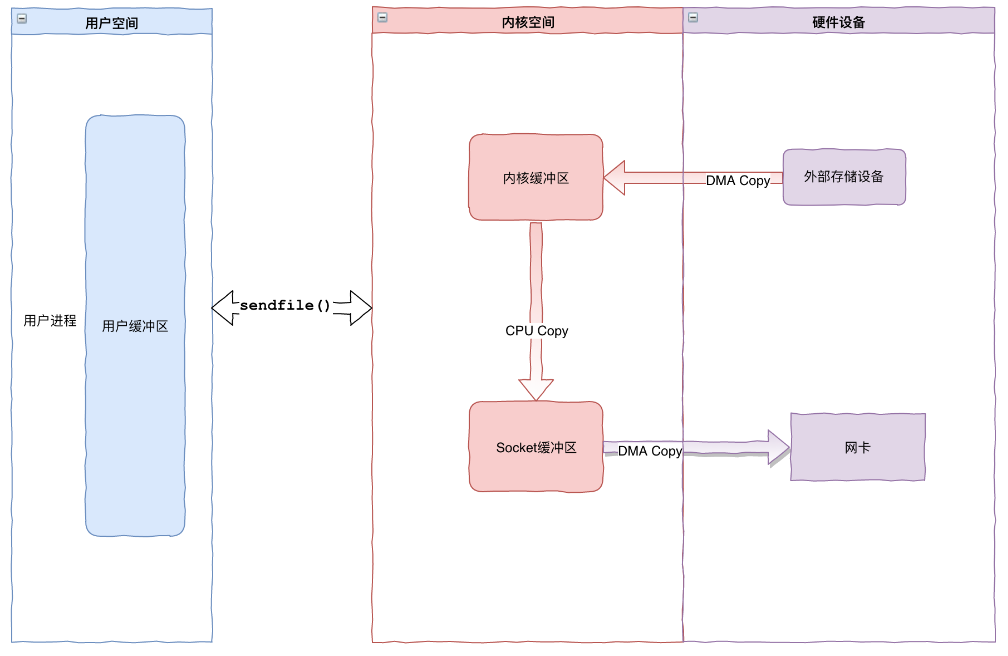 用户空间
内核空间
硬件设备
内核缓冲区
DMA Copy
外部存储设备
sendfile()
用户进程
用户缓冲区
CPU Copy
Socket缓冲区
DMA Copy
网卡